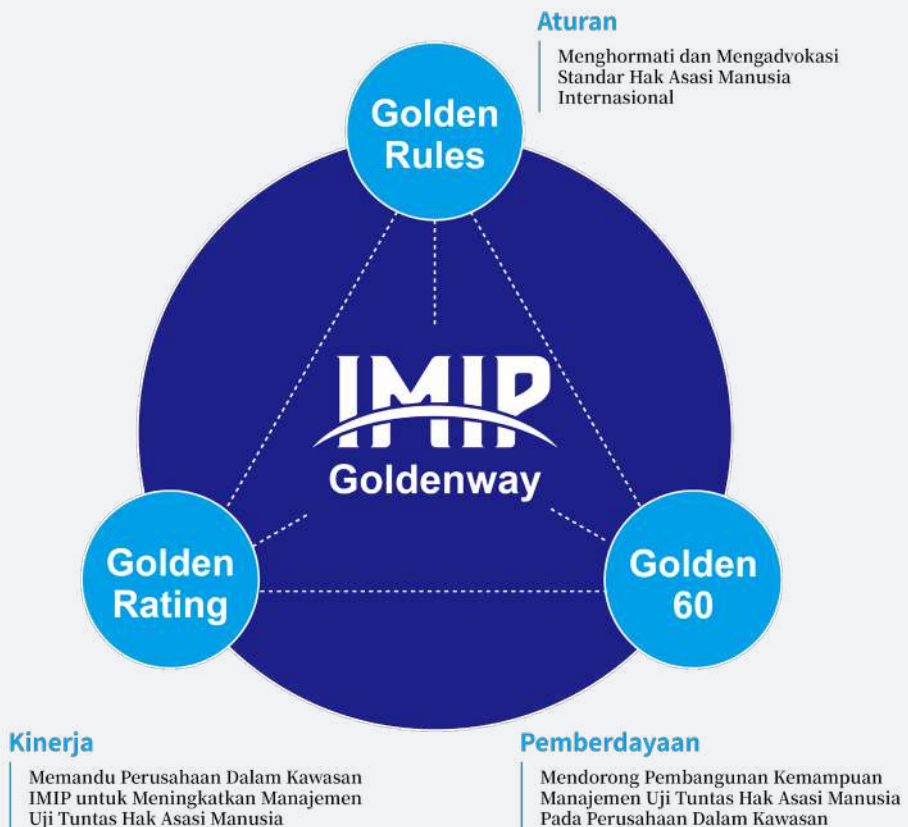 Aturan
Menghormati dan Mengadvokasi
Standar Hak Asasi Manusia
Internasional
Golden
Rules
IMIP
Goldenway
Golden
Rating
Golden
60
Kinerja
Memandu Perusahaan Dalam Kawasan
IMIP untuk Meningkatkan Manajemen
Uji Tuntas Hak Asasi Manusia
Pemberdayaan
Mendorong Pembangunan Kemampuan
Manajemen Uji Tuntas Hak Asasi Manusia
Pada Perusahaan Dalam Kawasan